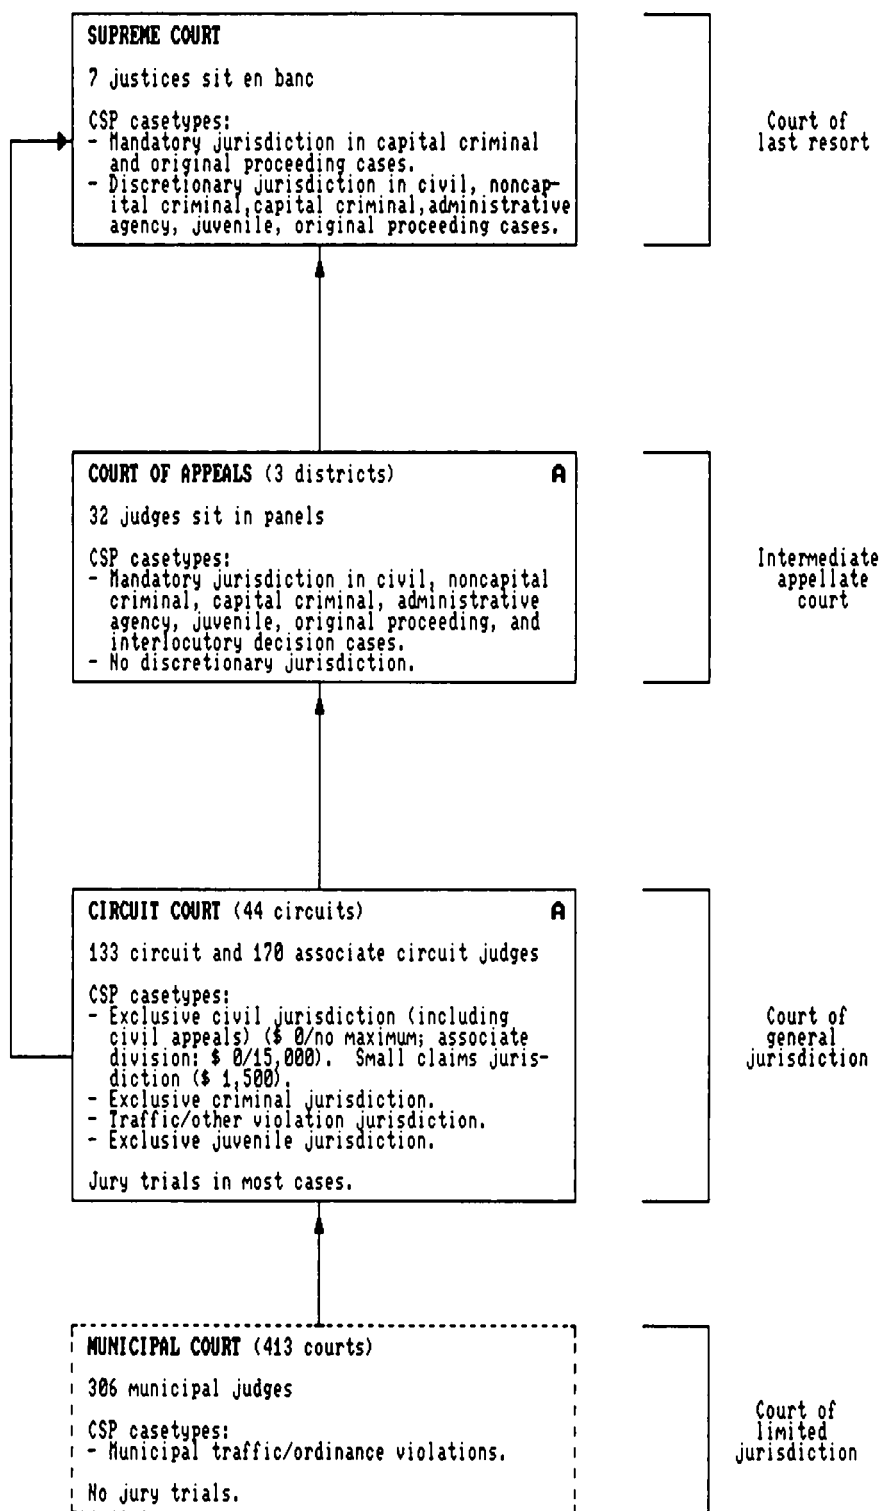 SUPREME COURT
7 justices sit en banc
CSP casetypes:
- Mandatory jurisdiction in capital criminal
and original proceeding cases.
- Discretionary jurisdiction in civil, noncap-
ital criminal,capital criminal,administrative
agency, juvenile, original proceeding cases.
Court of
last resort
COURT OF APPEALS (3 districts) A
32 judges sit in panels
CSP casetypes:
- Mandatory jurisdiction in civil, noncapital
criminal, capital criminal, administrative
agency, juvenile, original proceeding, and
interlocutory decision cases.
- No discretionary jurisdiction.
Intermediate
appellate
court
CIRCUIT COURT (44 circuits) A
133 circuit and 170 associate circuit judges
CSP casetypes:
- Exclusive civil jurisdiction (including
civil appeals) ($ 0/no maximum; associate
division: $ 0/15,000). Small claims juris-
diction ($ 1,500).
- Exclusive criminal jurisdiction.
- Traffic/other violation jurisdiction.
- Exclusive juvenile jurisdiction.
Jury trials in most cases.
Court of
general
jurisdiction
MUNICIPAL COURT (413 courts)
306 municipal judges
CSP casetypes:
- Municipal traffic/ordinance violations.
No jury trials.
Court of
limited
jurisdiction